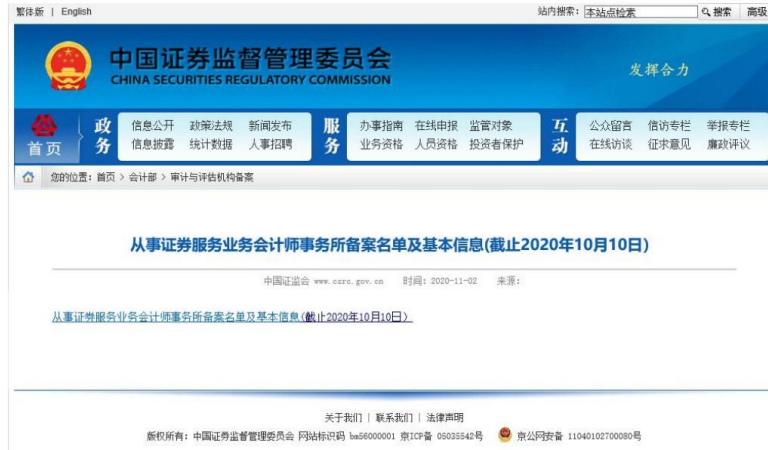 繁体版 | English
站内搜索：本站点检索 搜索 高级
中国证券监督管理委员会
CHINA SECURITIES REGULATORY COMMISSION
发挥合力
首页
政务 信息公开 政策法规 新闻发布 服务 办事指南 在线申报 监管对象 互动 公众留言 信访专栏 举报专栏
信息披露 统计数据 人事招聘 业务资格 人员资格 投资者保护 在线访谈 征求意见 廉政评议
您的位置：首页 > 会计部 > 审计与评估机构备案
从事证券服务业务会计师事务所备案名单及基本信息(截止2020年10月10日)
中国证监会 www.csrc.gov.cn 时间：2020-11-02 来源：
从事证券服务业务会计师事务所备案名单及基本信息(截止2020年10月10日)
关于我们 | 联系我们 | 法律声明
版权所有：中国证券监督管理委员会 网站标识码 bm56000001 京ICP备 05035542号 京公网安备 11040102700080号